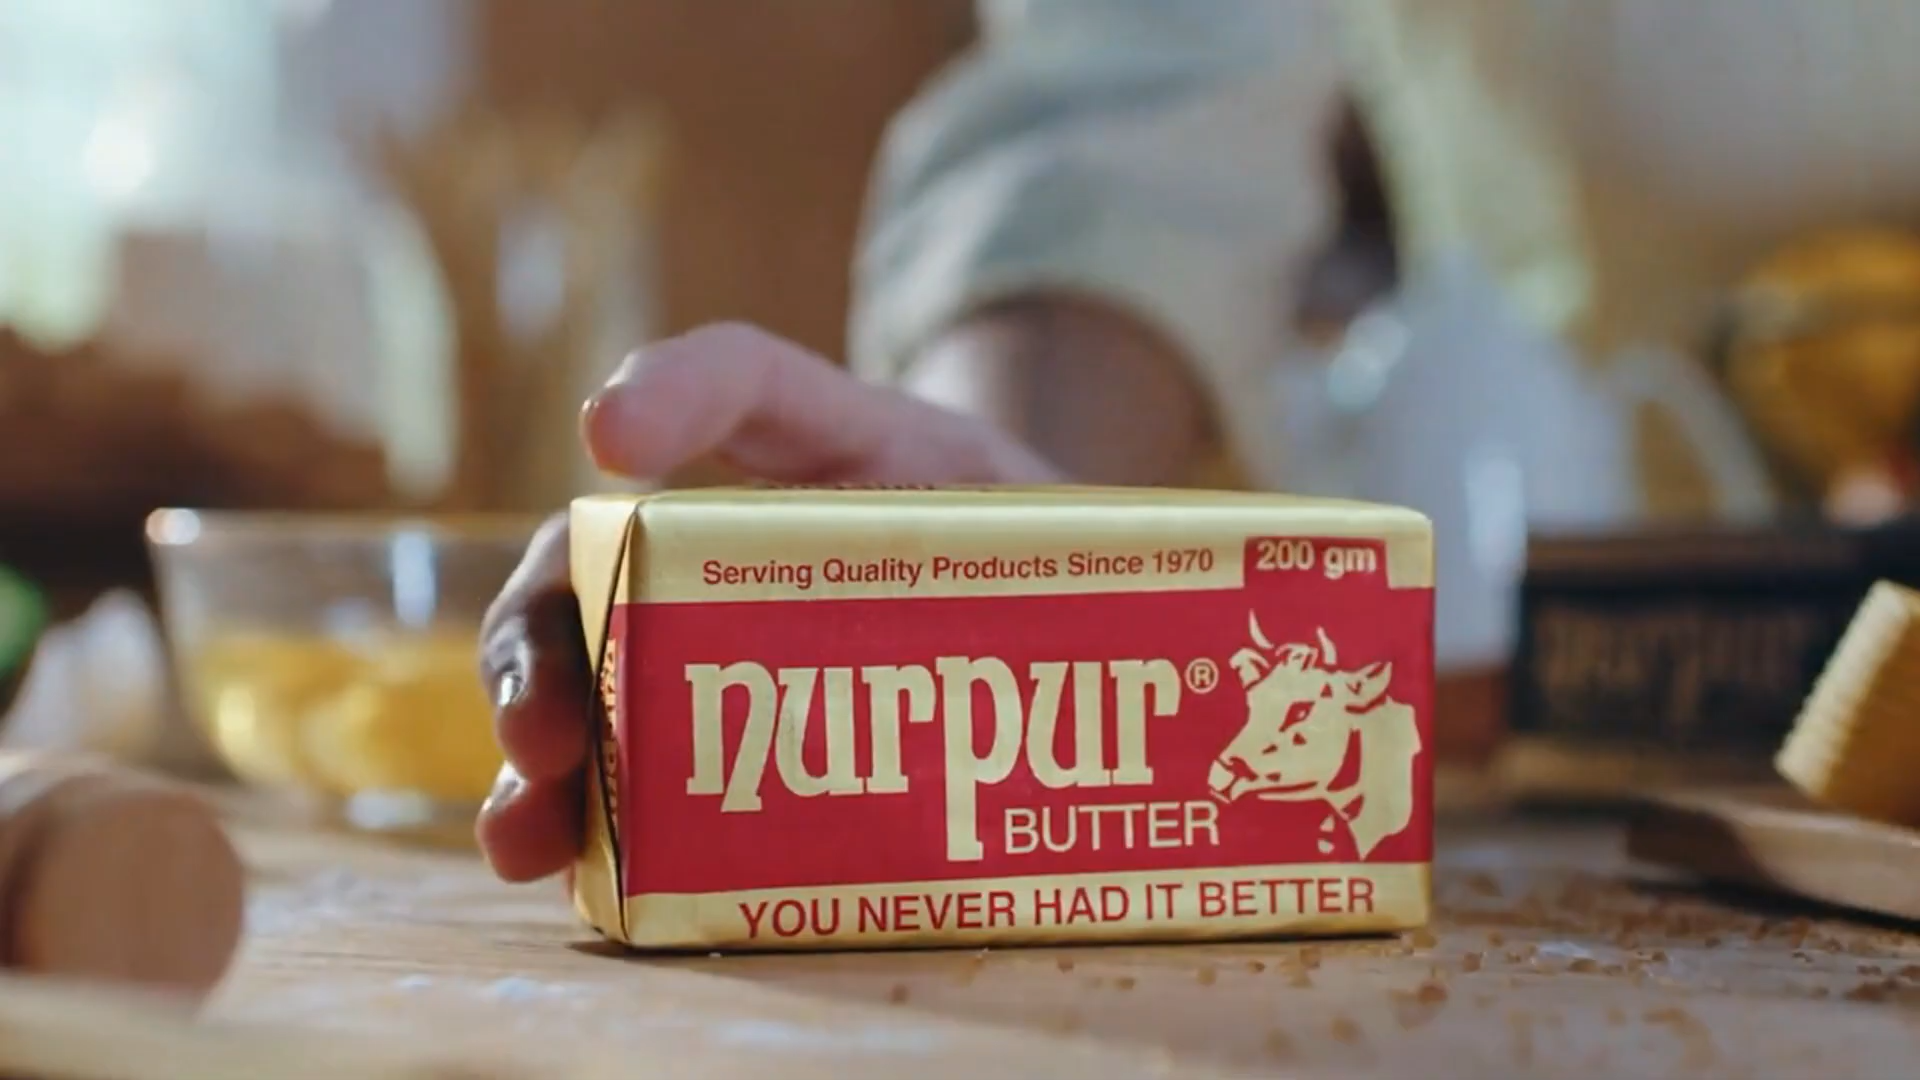 Serving Quality Products Since 1970
200 gm
nurpur®
BUTTER
YOU NEVER HAD IT BETTER